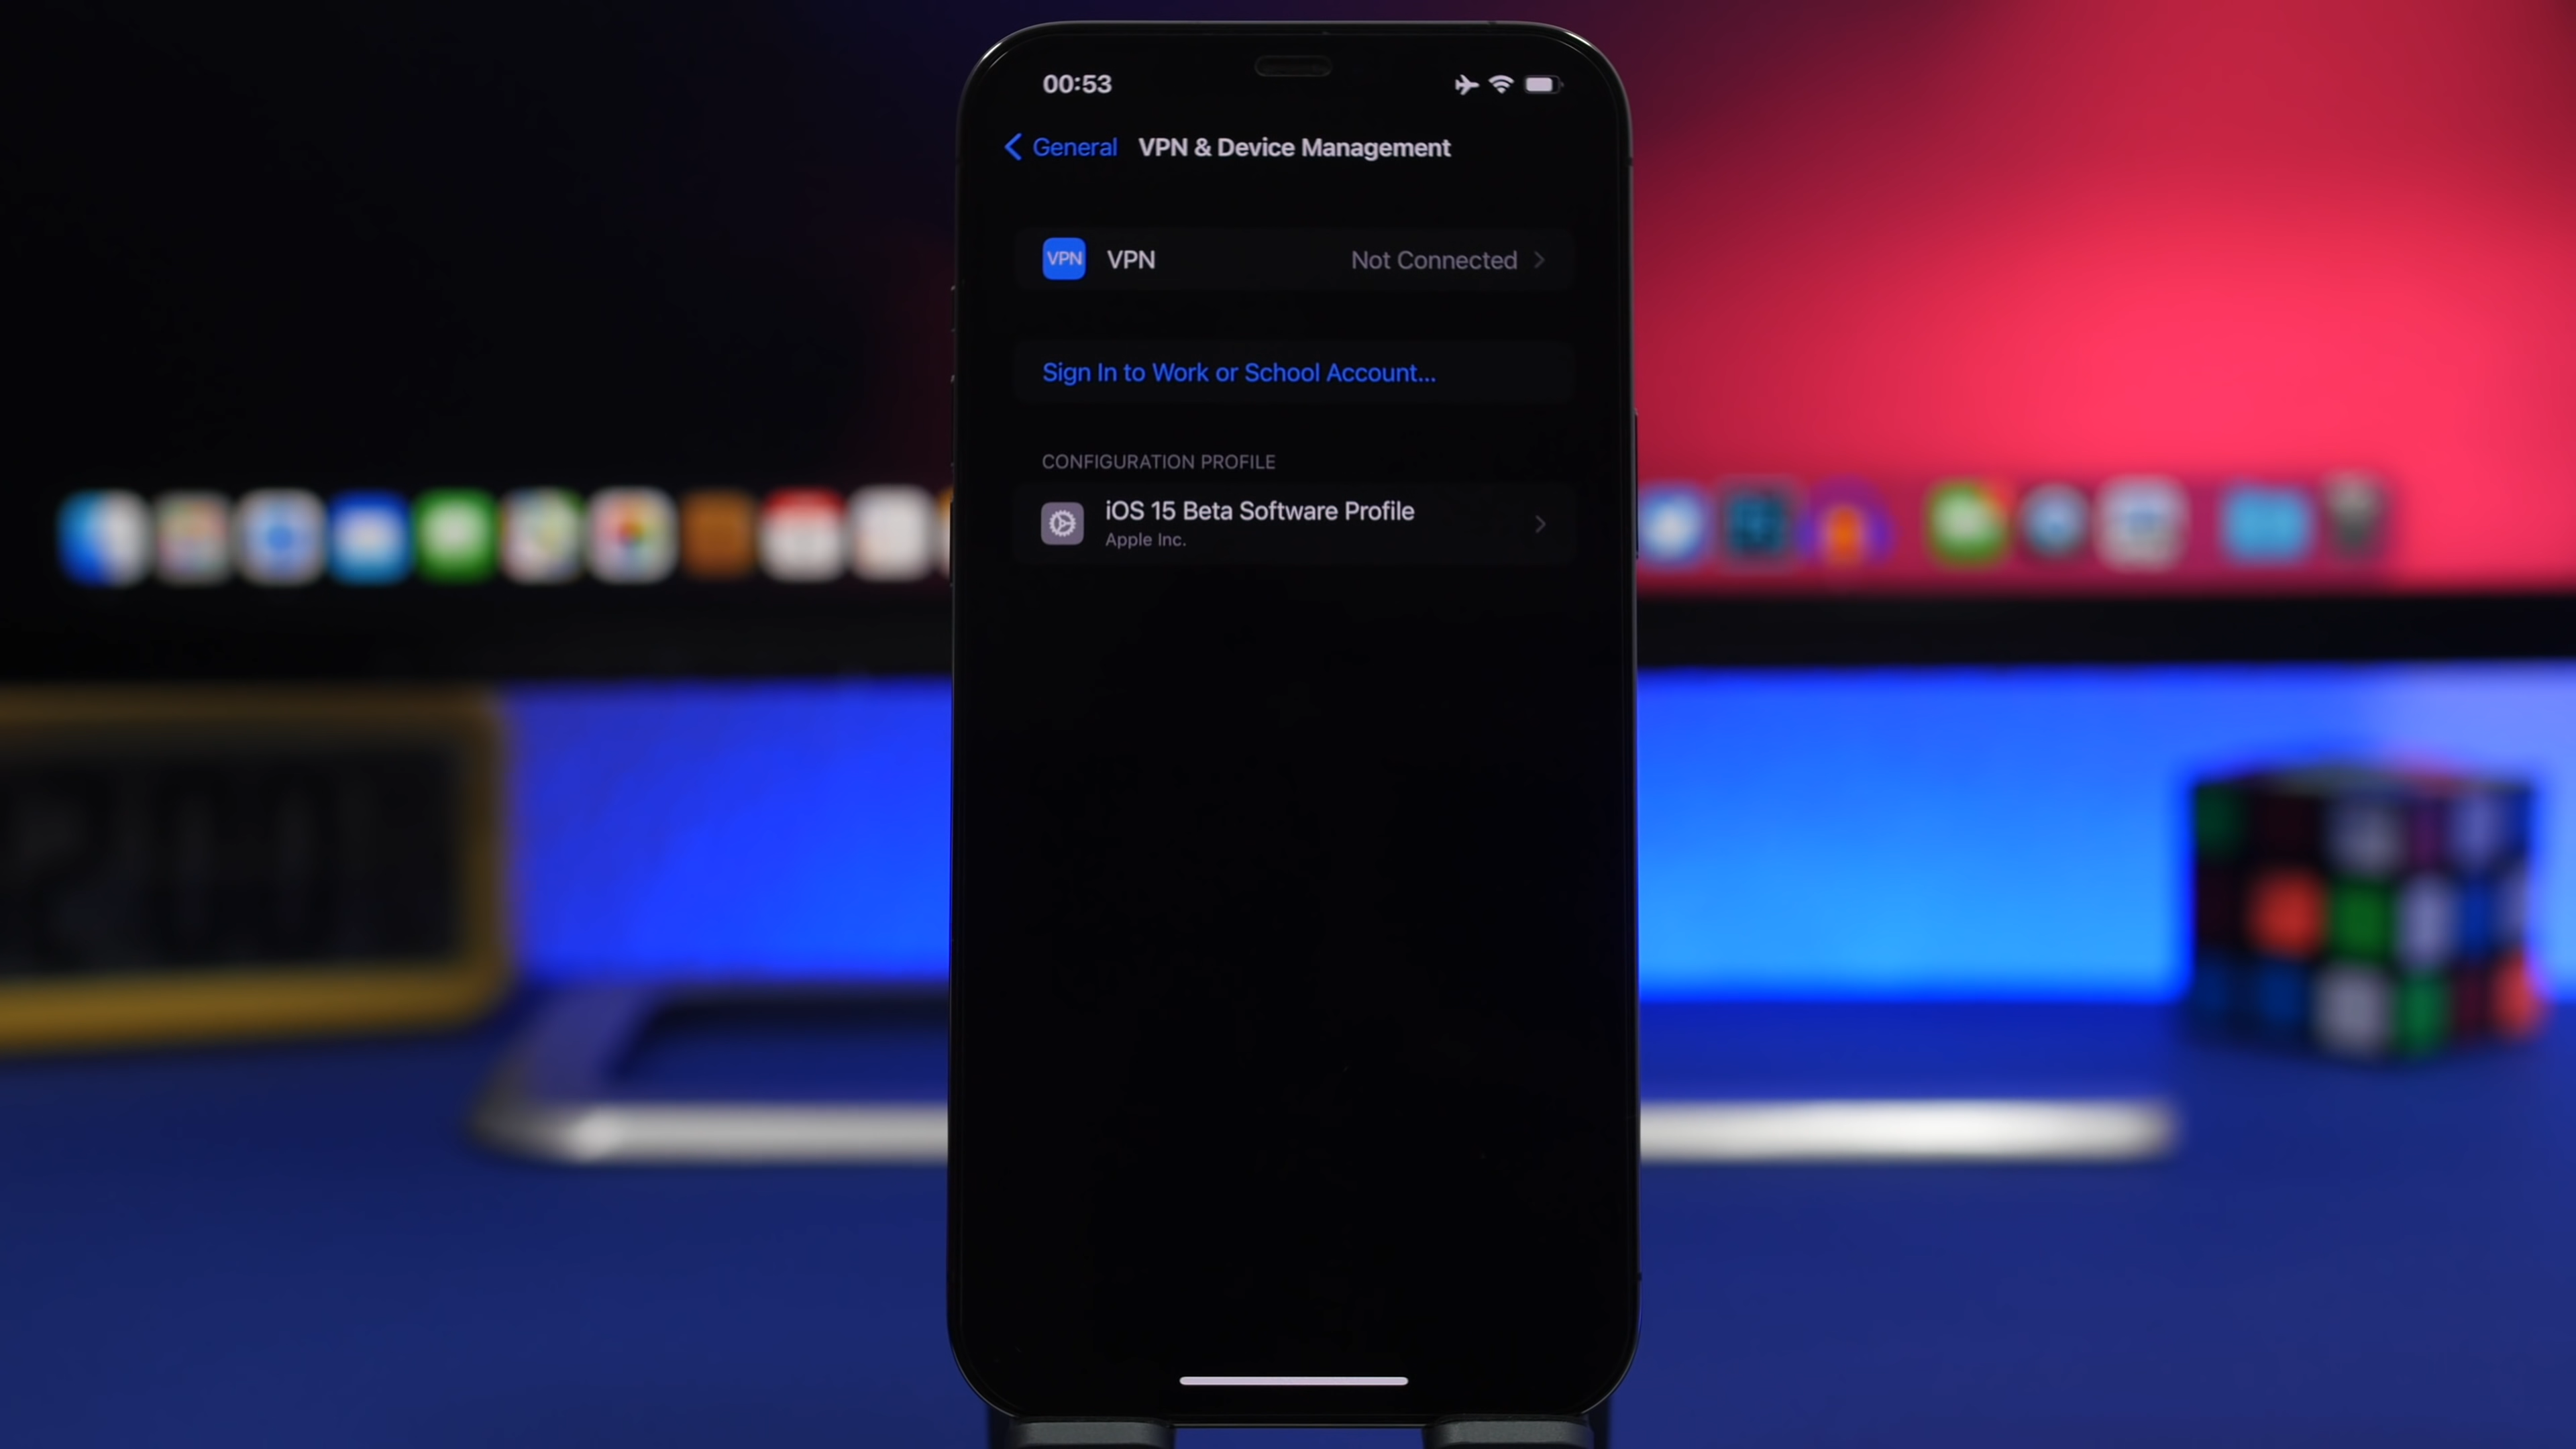 00:53
General VPN & Device Management
VPN VPN Not Connected
Sign In to Work or School Account...
CONFIGURATION PROFILE
iOS 15 Beta Software Profile
Apple Inc.